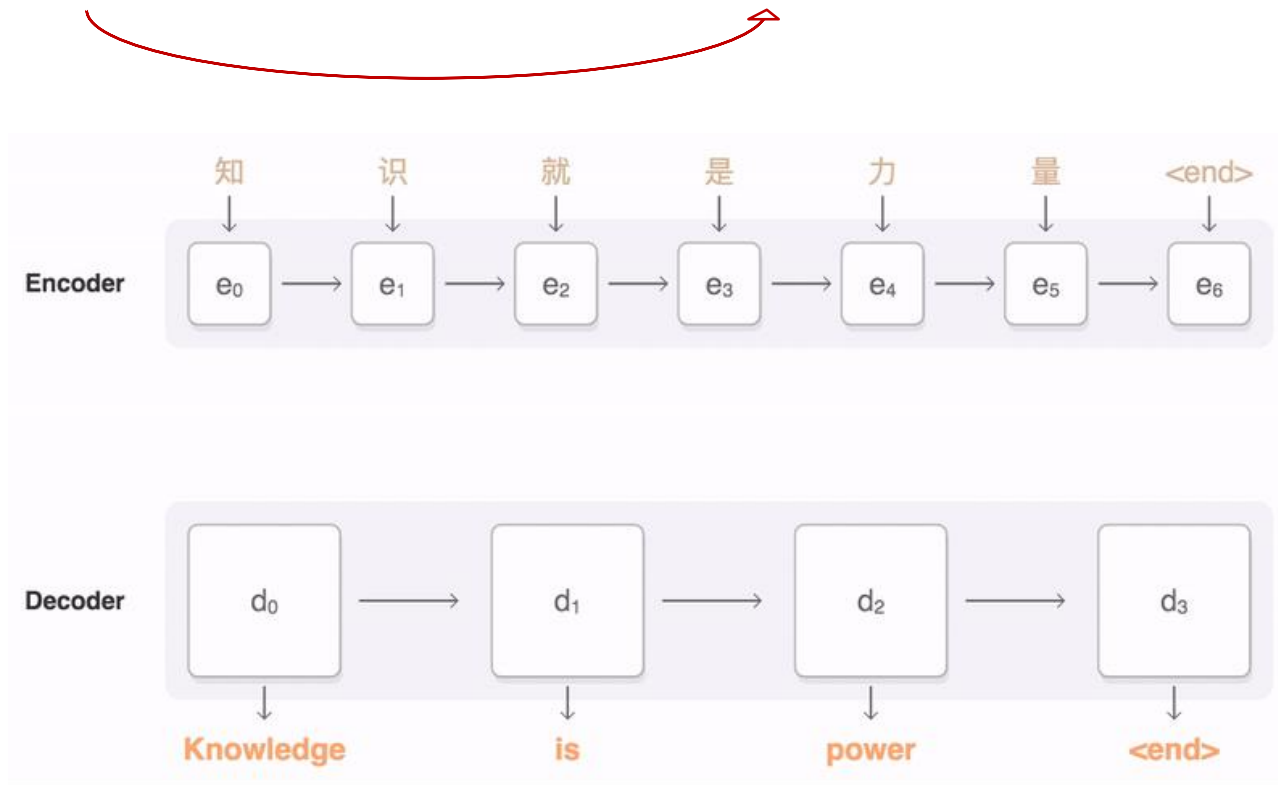 知 识 就 是 力 量 <end>
Encoder e₀ e₁ e₂ e₃ e₄ e₅ e₆
Decoder d₀ d₁ d₂ d₃
Knowledge is power <end>